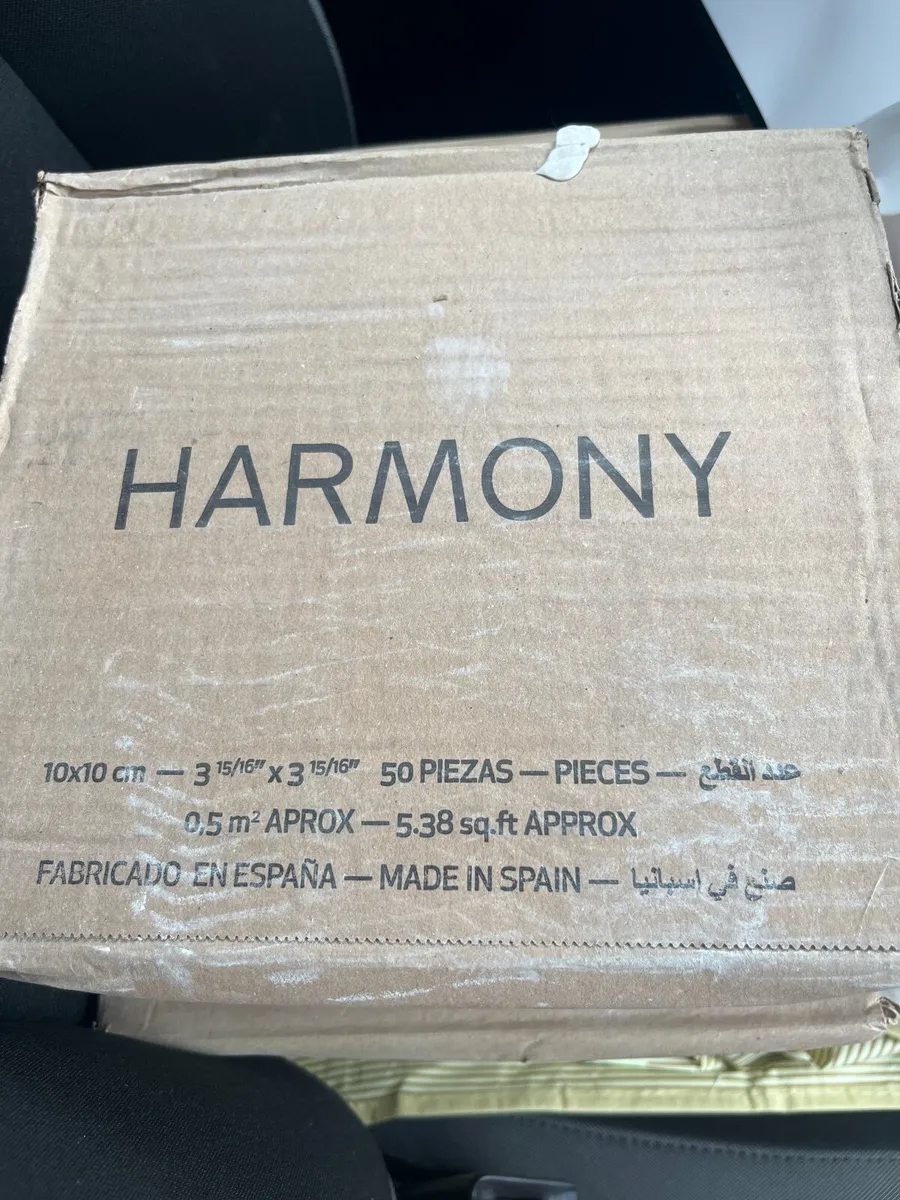 HARMONY
10x10 cm — 3 15/16" x 3 15/16" 50 PIEZAS — PIECES — عدد القطع
0,5 m² APROX — 5.38 sq.ft APPROX
FABRICADO EN ESPAÑA — MADE IN SPAIN — صنع في اسبانيا